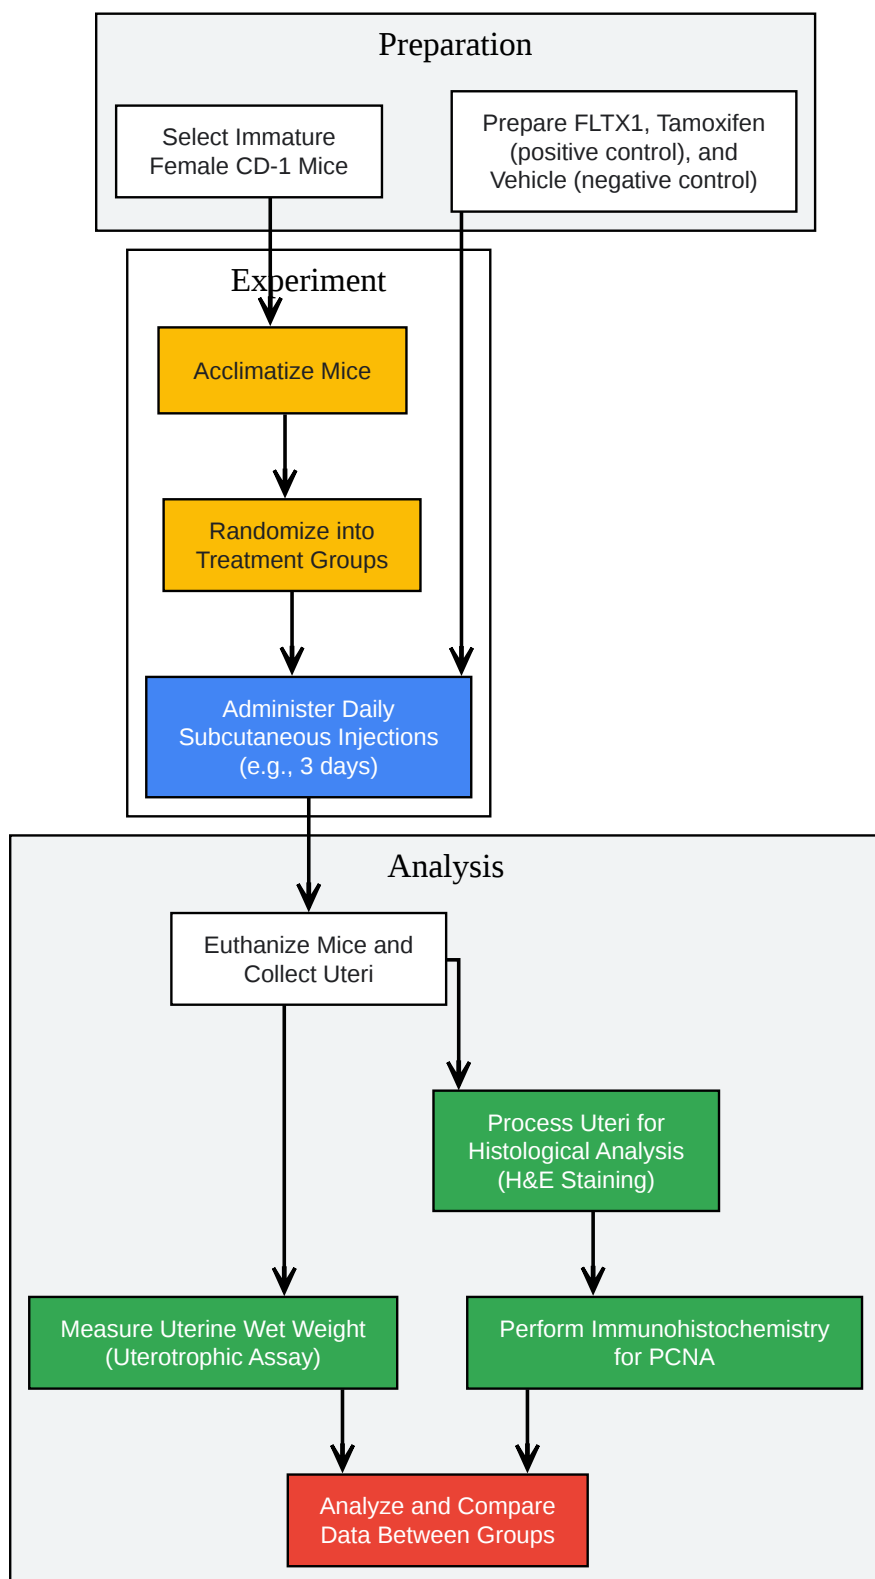 Preparation
Select Immature
Female CD-1 Mice
Prepare FLTX1, Tamoxifen
(positive control), and
Vehicle (negative control)
Experiment
Acclimatize Mice
Randomize into
Treatment Groups
Administer Daily
Subcutaneous Injections
(e.g., 3 days)
Analysis
Euthanize Mice and
Collect Uteri
Process Uteri for
Histological Analysis
(H&E Staining)
Measure Uterine Wet Weight
(Uterotrophic Assay)
Perform Immunohistochemistry
for PCNA
Analyze and Compare
Data Between Groups